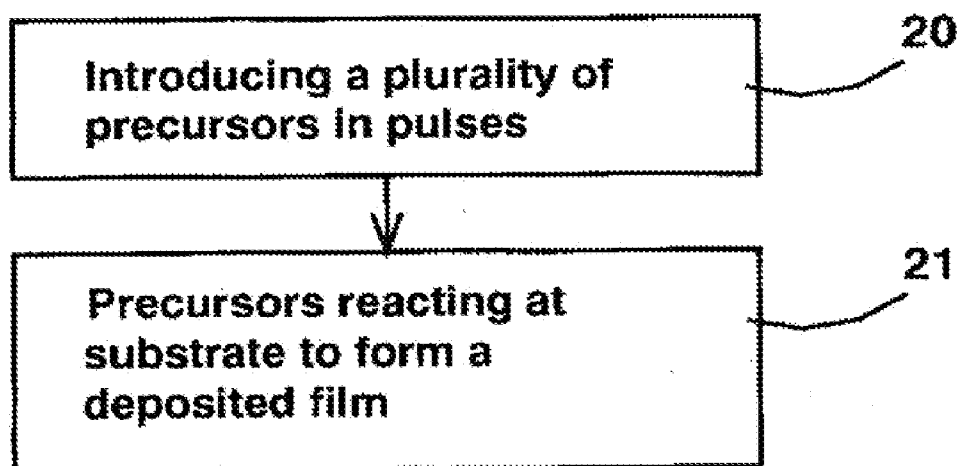 20
Introducing a plurality of
precursors in pulses
21
Precursors reacting at
substrate to form a
deposited film